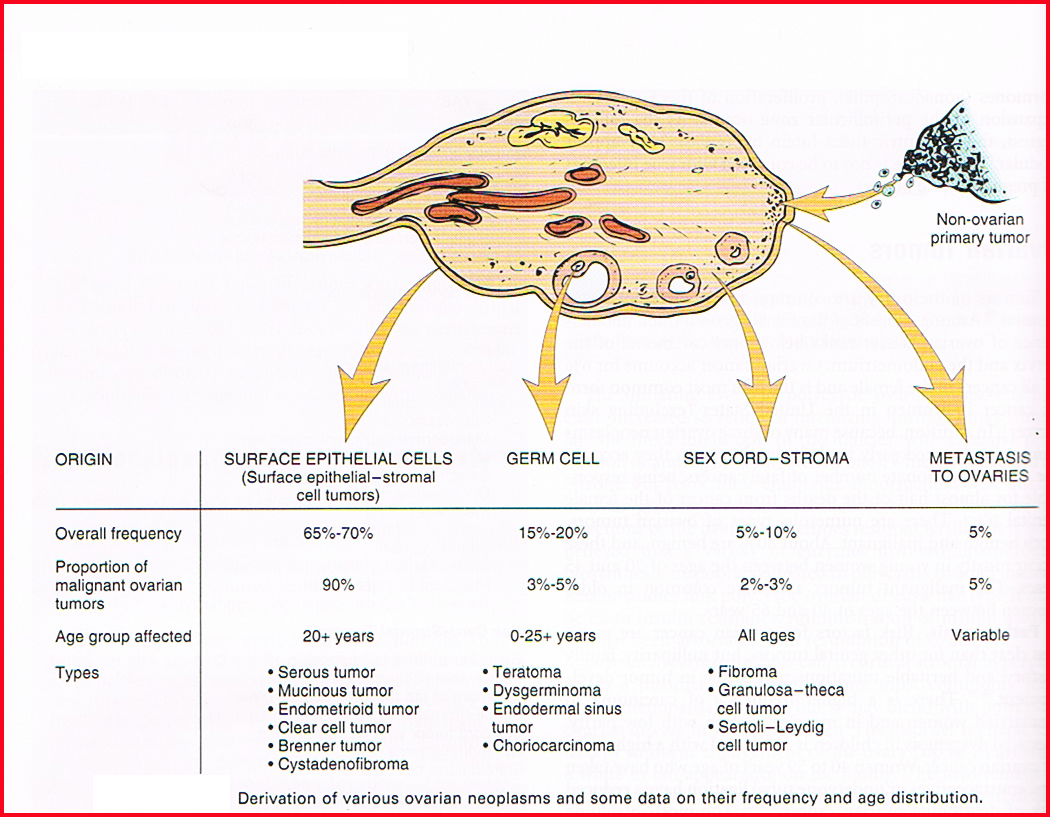 Non-ovarian
primary tumor
ORIGIN
SURFACE EPITHELIAL CELLS
(Surface epithelial–stromal
cell tumors)
GERM CELL
SEX CORD–STROMA
METASTASIS
TO OVARIES
Overall frequency
65%-70%
15%-20%
5%-10%
5%
Proportion of
malignant ovarian
tumors
90%
3%-5%
2%-3%
5%
Age group affected
20+ years
0-25+ years
All ages
Variable
Types
• Serous tumor
• Mucinous tumor
• Endometrioid tumor
• Clear cell tumor
• Brenner tumor
• Cystadenofibroma
• Teratoma
• Dysgerminoma
• Endodermal sinus
tumor
• Choriocarcinoma
• Fibroma
• Granulosa–theca
cell tumor
• Sertoli–Leydig
cell tumor
Derivation of various ovarian neoplasms and some data on their frequency and age distribution.